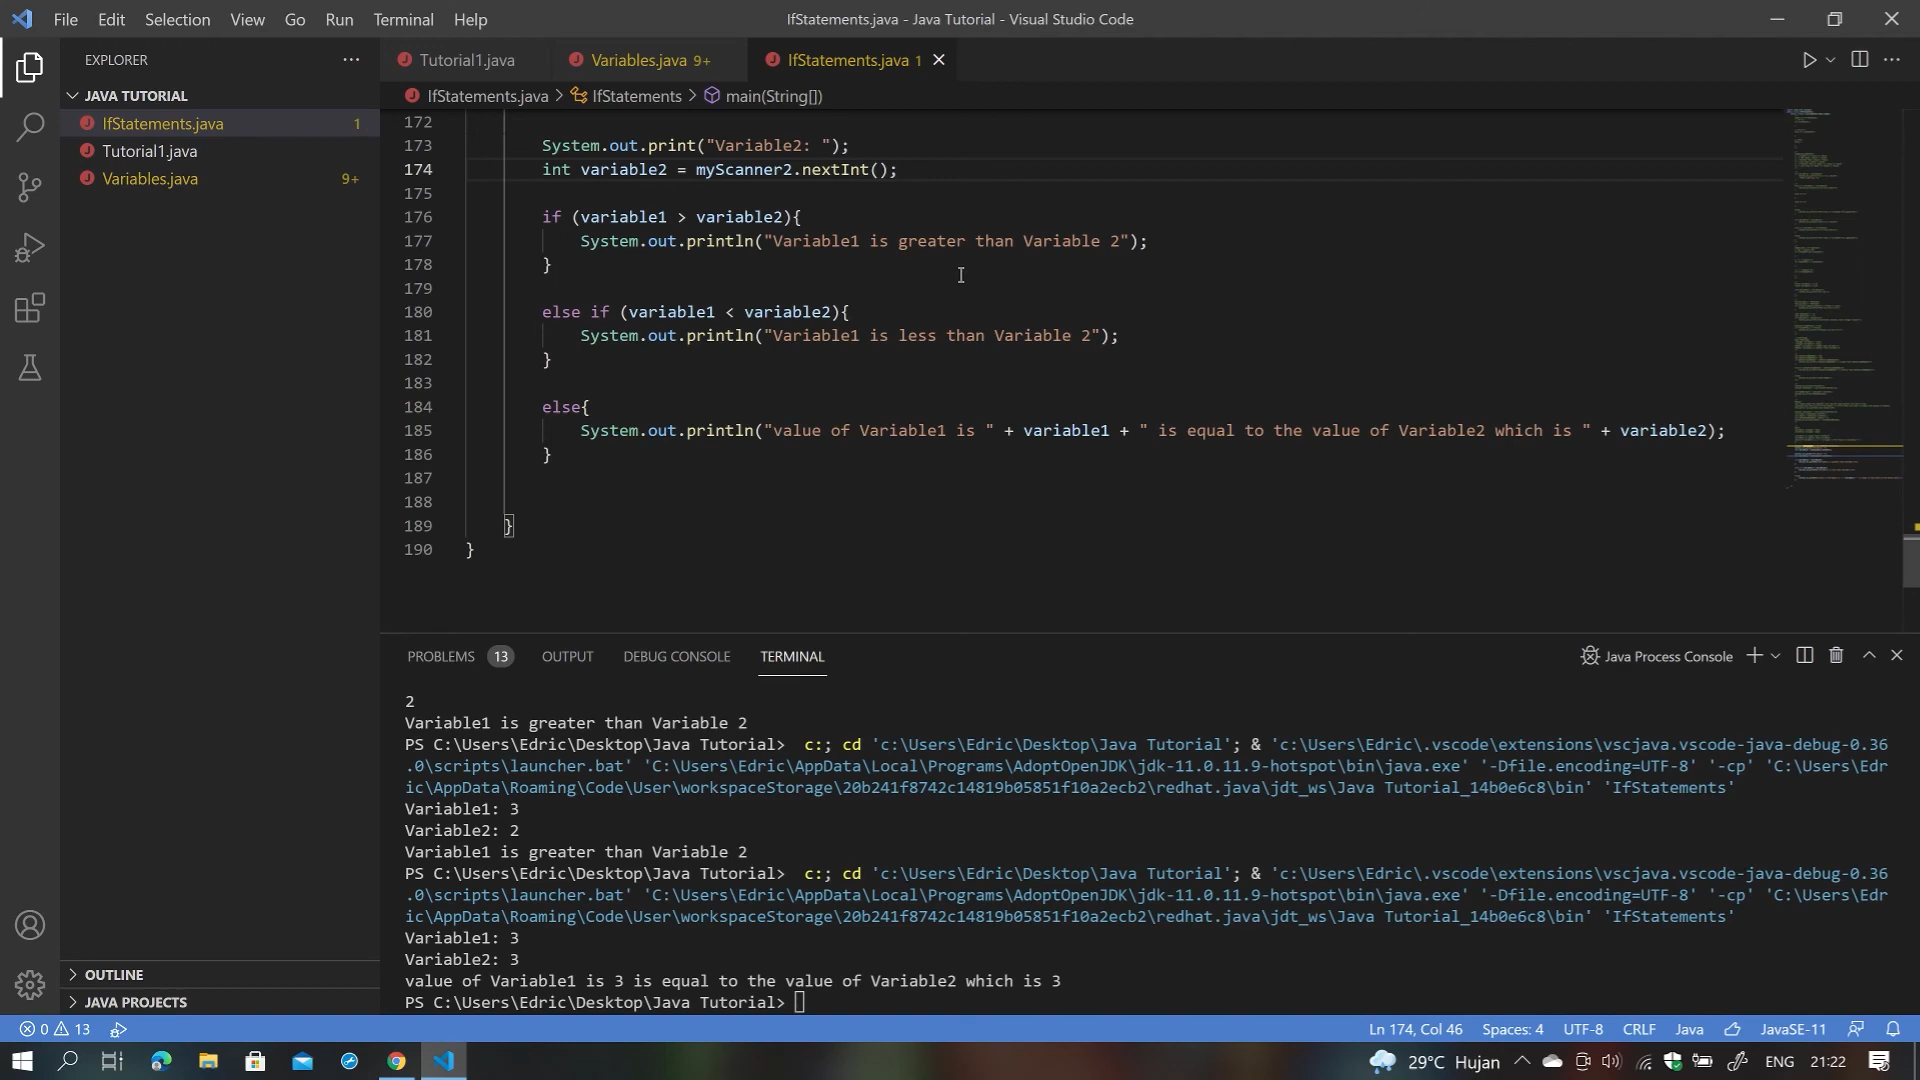 File Edit Selection View Go Run Terminal Help
IfStatements.java - Java Tutorial - Visual Studio Code
EXPLORER
JAVA TUTORIAL
IfStatements.java 1
Tutorial1.java
Variables.java 9+
OUTLINE
JAVA PROJECTS
Tutorial1.java Variables.java 9+ IfStatements.java 1
IfStatements.java > IfStatements > main(String[])
172
173 System.out.print("Variable2: ");
174 int variable2 = myScanner2.nextInt();
175
176 if (variable1 > variable2){
177 System.out.println("Variable1 is greater than Variable 2");
178 }
179
180 else if (variable1 < variable2){
181 System.out.println("Variable1 is less than Variable 2");
182 }
183
184 else{
185 System.out.println("value of Variable1 is " + variable1 + " is equal to the value of Variable2 which is " + variable2);
186 }
187
188
189 }
190 }
PROBLEMS 13 OUTPUT DEBUG CONSOLE TERMINAL
Java Process Console
2
Variable1 is greater than Variable 2
PS C:\Users\Edric\Desktop\Java Tutorial> c:; cd 'c:\Users\Edric\Desktop\Java Tutorial'; & 'c:\Users\Edric\.vscode\extensions\vscjava.vscode-java-debug-0.36
.0\scripts\launcher.bat' 'C:\Users\Edric\AppData\Local\Programs\AdoptOpenJDK\jdk-11.0.11.9-hotspot\bin\java.exe' '-Dfile.encoding=UTF-8' '-cp' 'C:\Users\Edr
ic\AppData\Roaming\Code\User\workspaceStorage\20b241f8742c14819b05851f10a2ecb2\redhat.java\jdt_ws\Java Tutorial_14b0e6c8\bin' 'IfStatements'
Variable1: 3
Variable2: 2
Variable1 is greater than Variable 2
PS C:\Users\Edric\Desktop\Java Tutorial> c:; cd 'c:\Users\Edric\Desktop\Java Tutorial'; & 'c:\Users\Edric\.vscode\extensions\vscjava.vscode-java-debug-0.36
.0\scripts\launcher.bat' 'C:\Users\Edric\AppData\Local\Programs\AdoptOpenJDK\jdk-11.0.11.9-hotspot\bin\java.exe' '-Dfile.encoding=UTF-8' '-cp' 'C:\Users\Edr
ic\AppData\Roaming\Code\User\workspaceStorage\20b241f8742c14819b05851f10a2ecb2\redhat.java\jdt_ws\Java Tutorial_14b0e6c8\bin' 'IfStatements'
Variable1: 3
Variable2: 3
value of Variable1 is 3 is equal to the value of Variable2 which is 3
PS C:\Users\Edric\Desktop\Java Tutorial>
0 13
Ln 174, Col 46 Spaces: 4 UTF-8 CRLF Java JavaSE-11
29°C Hujan ENG 21:22